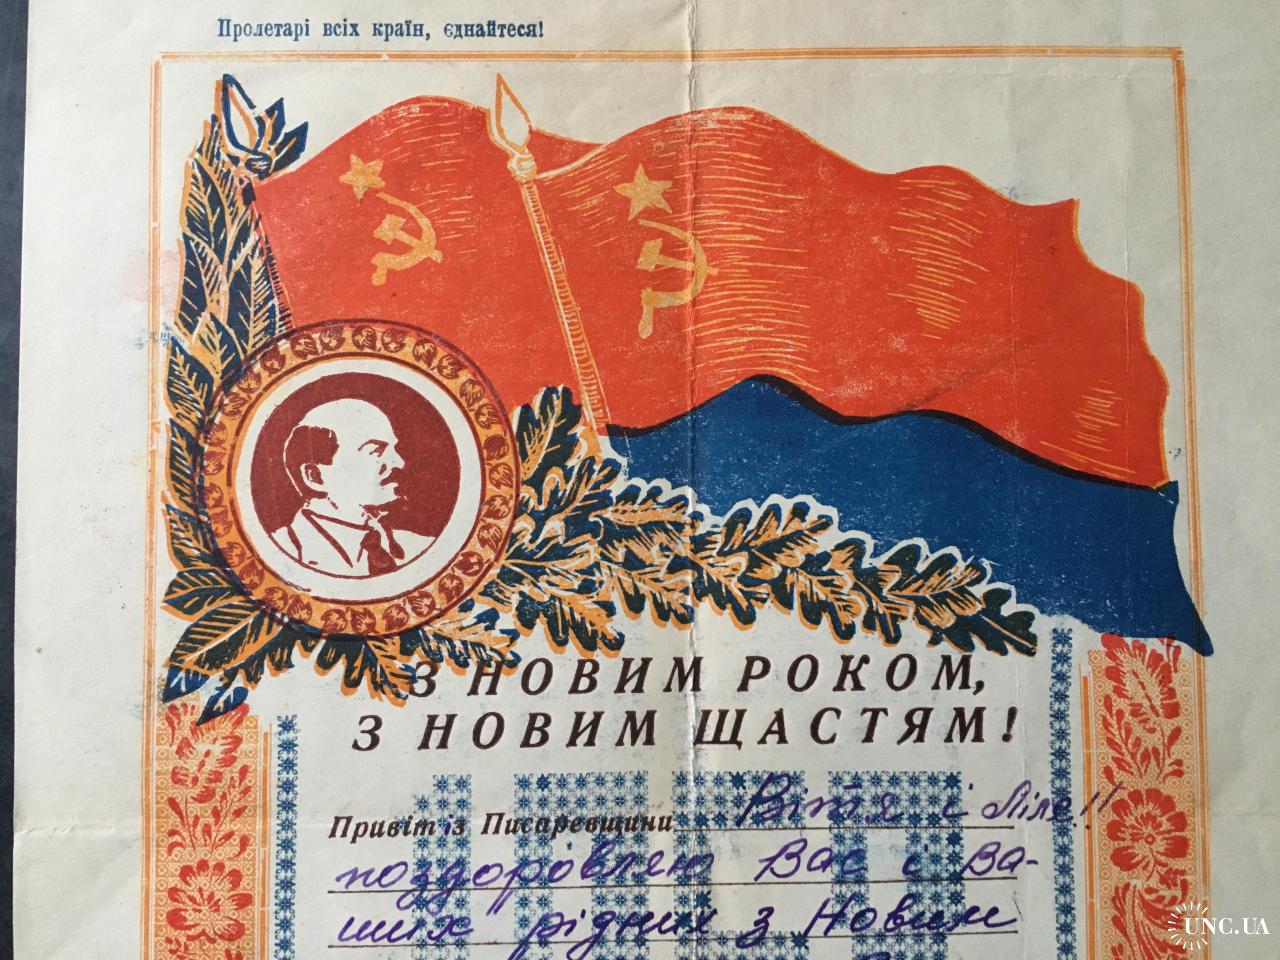 Пролетарі всіх країн, єднайтеся!
З НОВИМ РОКОМ,
З НОВИМ ЩАСТЯМ!
Привіт із Писаревщини Вітя і Ліле!!
поздоровляю Вас і ва-
ших рідних з Новим
UNC.UA